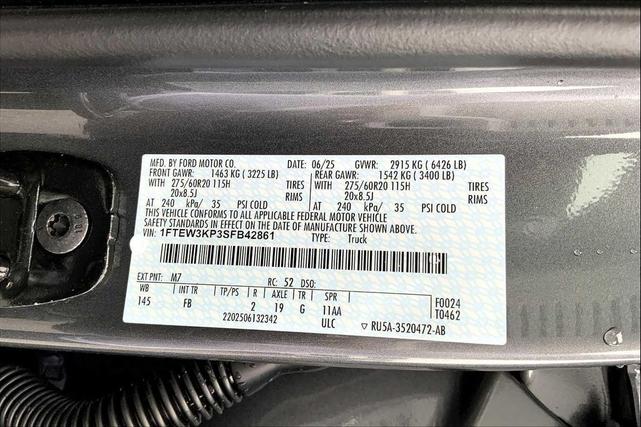 MFD. BY FORD MOTOR CO. DATE: 06/25 GVWR: 2915 KG ( 6426 LB)
FRONT GAWR: 1463 KG ( 3225 LB) REAR GAWR: 1542 KG ( 3400 LB)
WITH 275/60R20 115H TIRES WITH 275/60R20 115H TIRES
20x8.5J RIMS 20x8.5J RIMS
AT 240 kPa/ 35 PSI COLD AT 240 kPa/ 35 PSI COLD
THIS VEHICLE CONFORMS TO ALL APPLICABLE FEDERAL MOTOR VEHICLE
SAFETY STANDARDS IN EFFECT ON THE DATE OF MANUFACTURE SHOWN ABOVE.
VIN: 1FTEW3KP3SFB42861 TYPE: Truck
EXT PNT: M7 RC: 52 DSO:
WB INT TR TP/PS R AXLE TR SPR F0024
145 FB 2 19 G 11AA T0462
2202506132342 ULC ▽ RU5A-3520472-AB